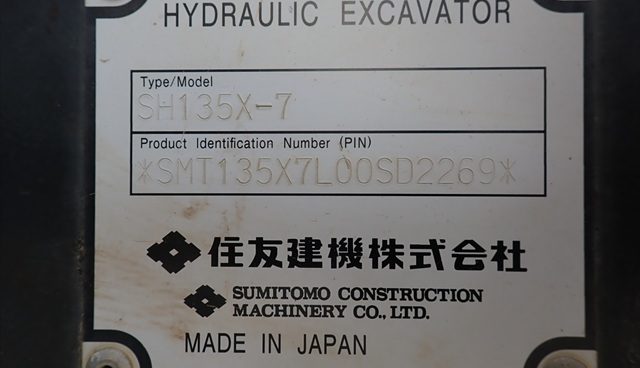 HYDRAULIC EXCAVATOR
Type/Model
SH135X-7
Product Identification Number (PIN)
*SMT135X7L00SD2269*
住友建機株式会社
SUMITOMO CONSTRUCTION
MACHINERY CO., LTD.
MADE IN JAPAN